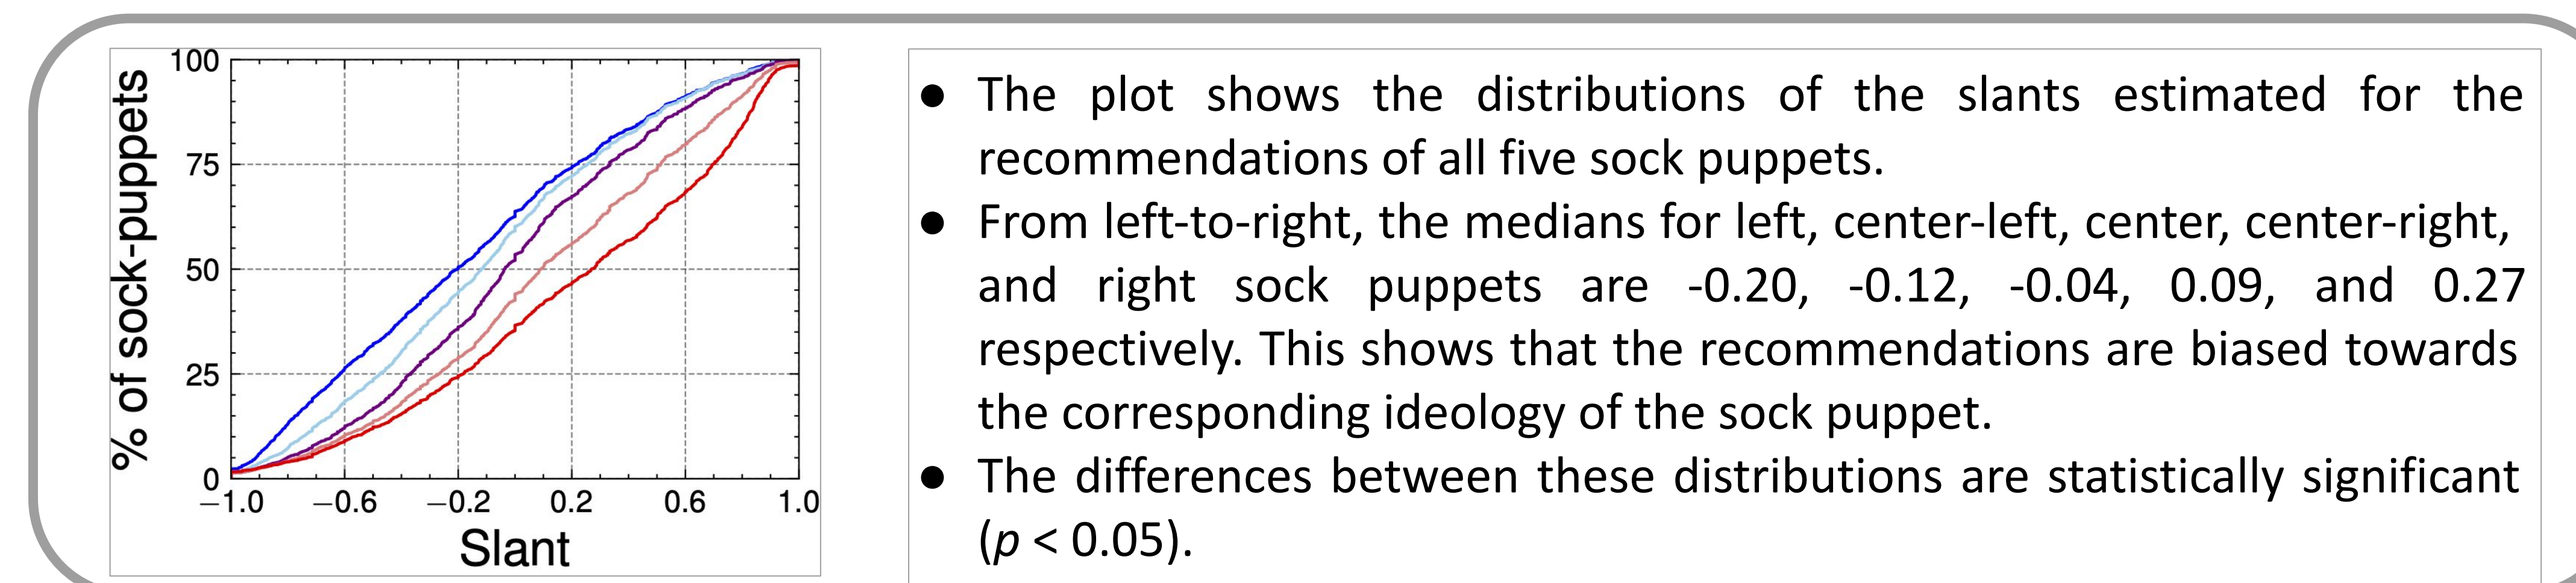 % of sock-puppets
100
75
50
25
0
−1.0 −0.6 −0.2 0.2 0.6 1.0
Slant
● The plot shows the distributions of the slants estimated for the
recommendations of all five sock puppets.
● From left-to-right, the medians for left, center-left, center, center-right,
and right sock puppets are -0.20, -0.12, -0.04, 0.09, and 0.27
respectively. This shows that the recommendations are biased towards
the corresponding ideology of the sock puppet.
● The differences between these distributions are statistically significant
(p < 0.05).